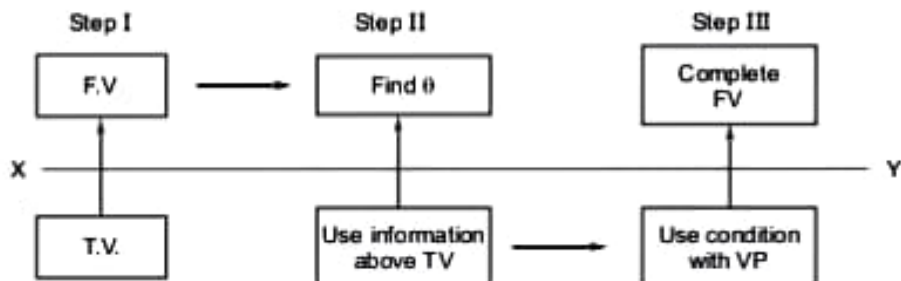 Step I
Step II
Step III
F.V
Find θ
Complete
FV
X
Y
T.V.
Use information
above TV
Use condition
with VP